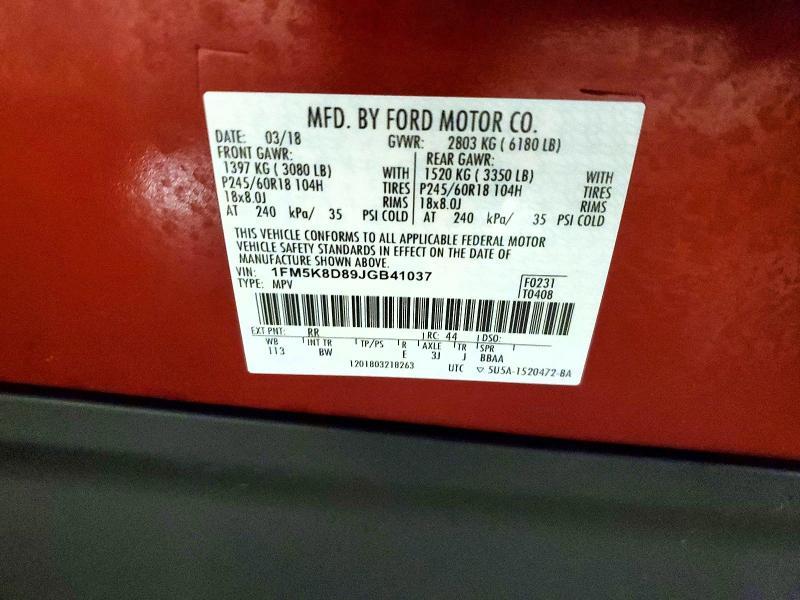 MFD. BY FORD MOTOR CO.
DATE: 03/18 GVWR: 2803 KG ( 6180 LB)
FRONT GAWR: REAR GAWR:
1397 KG ( 3080 LB) WITH 1520 KG ( 3350 LB) WITH
P245/60R18 104H TIRES P245/60R18 104H TIRES
18x8.0J RIMS 18x8.0J RIMS
AT 240 kPa/ 35 PSI COLD AT 240 kPa/ 35 PSI COLD
THIS VEHICLE CONFORMS TO ALL APPLICABLE FEDERAL MOTOR
VEHICLE SAFETY STANDARDS IN EFFECT ON THE DATE OF
MANUFACTURE SHOWN ABOVE.
VIN: 1FM5K8D89JGB41037 F0231
TYPE: MPV T0408
EXT PNT: RR RC: 44 DSO:
WB INT TR TP/PS R AXLE TR SPR
113 BW E 3J J BBAA
1201803218263 UTC ▽ 5U5A-1520472-BA